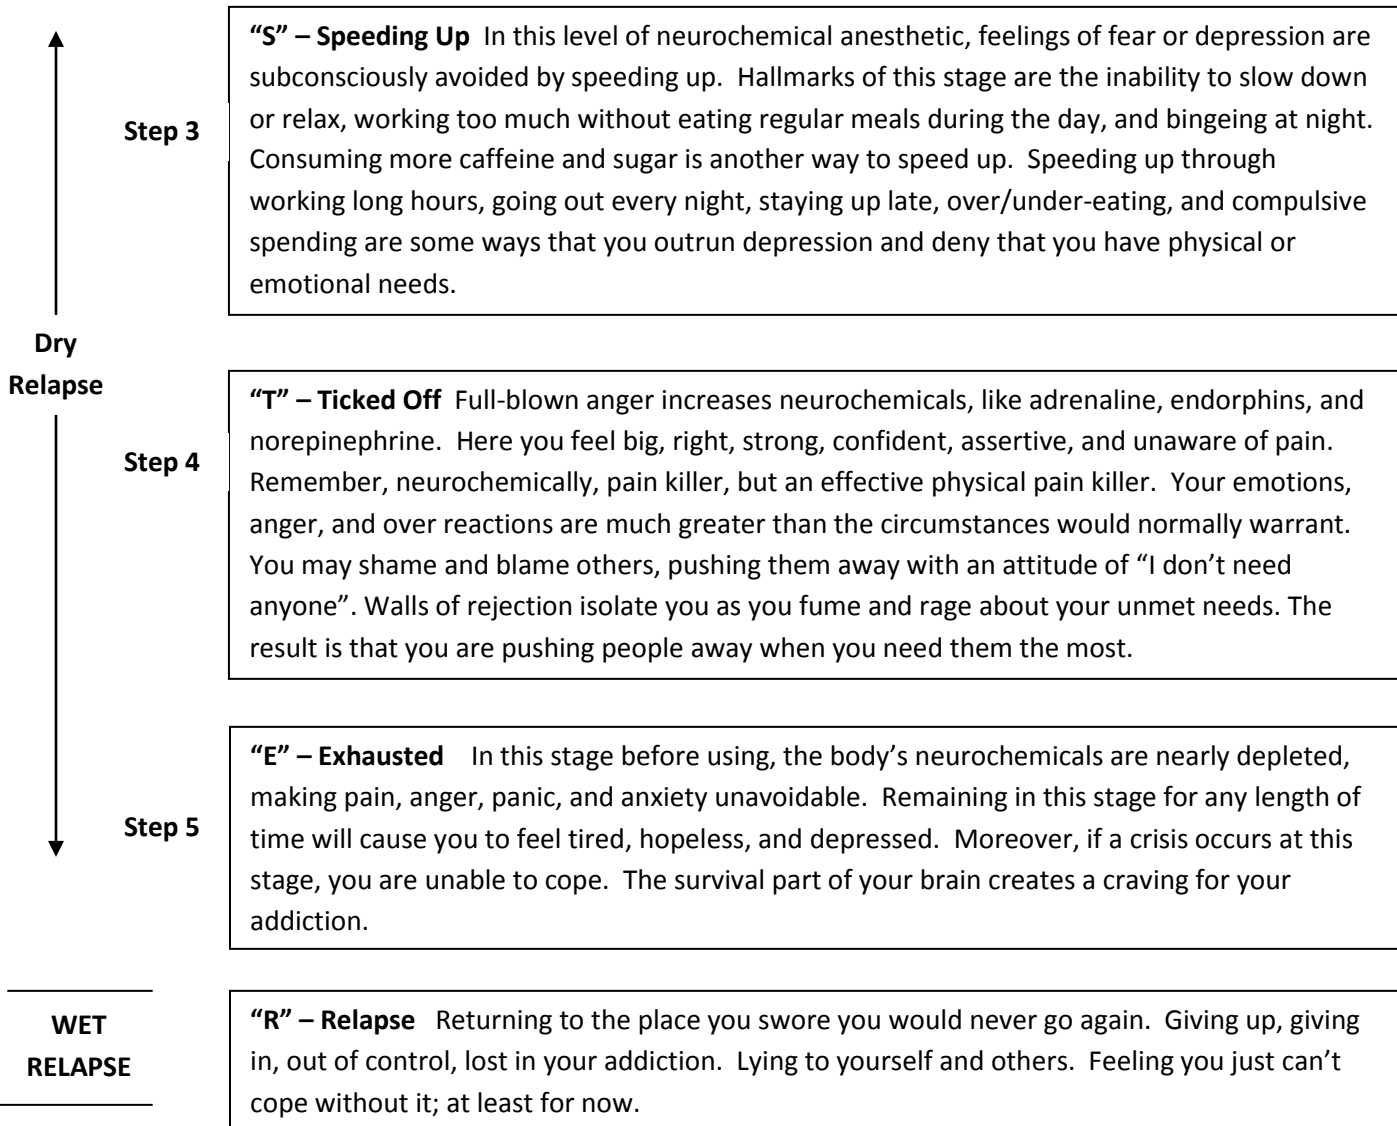 “S” – Speeding Up In this level of neurochemical anesthetic, feelings of fear or depression are
subconsciously avoided by speeding up. Hallmarks of this stage are the inability to slow down
Step 3
or relax, working too much without eating regular meals during the day, and bingeing at night.
Consuming more caffeine and sugar is another way to speed up. Speeding up through
working long hours, going out every night, staying up late, over/under-eating, and compulsive
spending are some ways that you outrun depression and deny that you have physical or
emotional needs.
Dry
Relapse
“T” – Ticked Off Full-blown anger increases neurochemicals, like adrenaline, endorphins, and
norepinephrine. Here you feel big, right, strong, confident, assertive, and unaware of pain.
Step 4
Remember, neurochemically, pain killer, but an effective physical pain killer. Your emotions,
anger, and over reactions are much greater than the circumstances would normally warrant.
You may shame and blame others, pushing them away with an attitude of “I don’t need
anyone”. Walls of rejection isolate you as you fume and rage about your unmet needs. The
result is that you are pushing people away when you need them the most.
“E” – Exhausted In this stage before using, the body’s neurochemicals are nearly depleted,
making pain, anger, panic, and anxiety unavoidable. Remaining in this stage for any length of
Step 5
time will cause you to feel tired, hopeless, and depressed. Moreover, if a crisis occurs at this
stage, you are unable to cope. The survival part of your brain creates a craving for your
addiction.
WET
RELAPSE
“R” – Relapse Returning to the place you swore you would never go again. Giving up, giving
in, out of control, lost in your addiction. Lying to yourself and others. Feeling you just can’t
cope without it; at least for now.